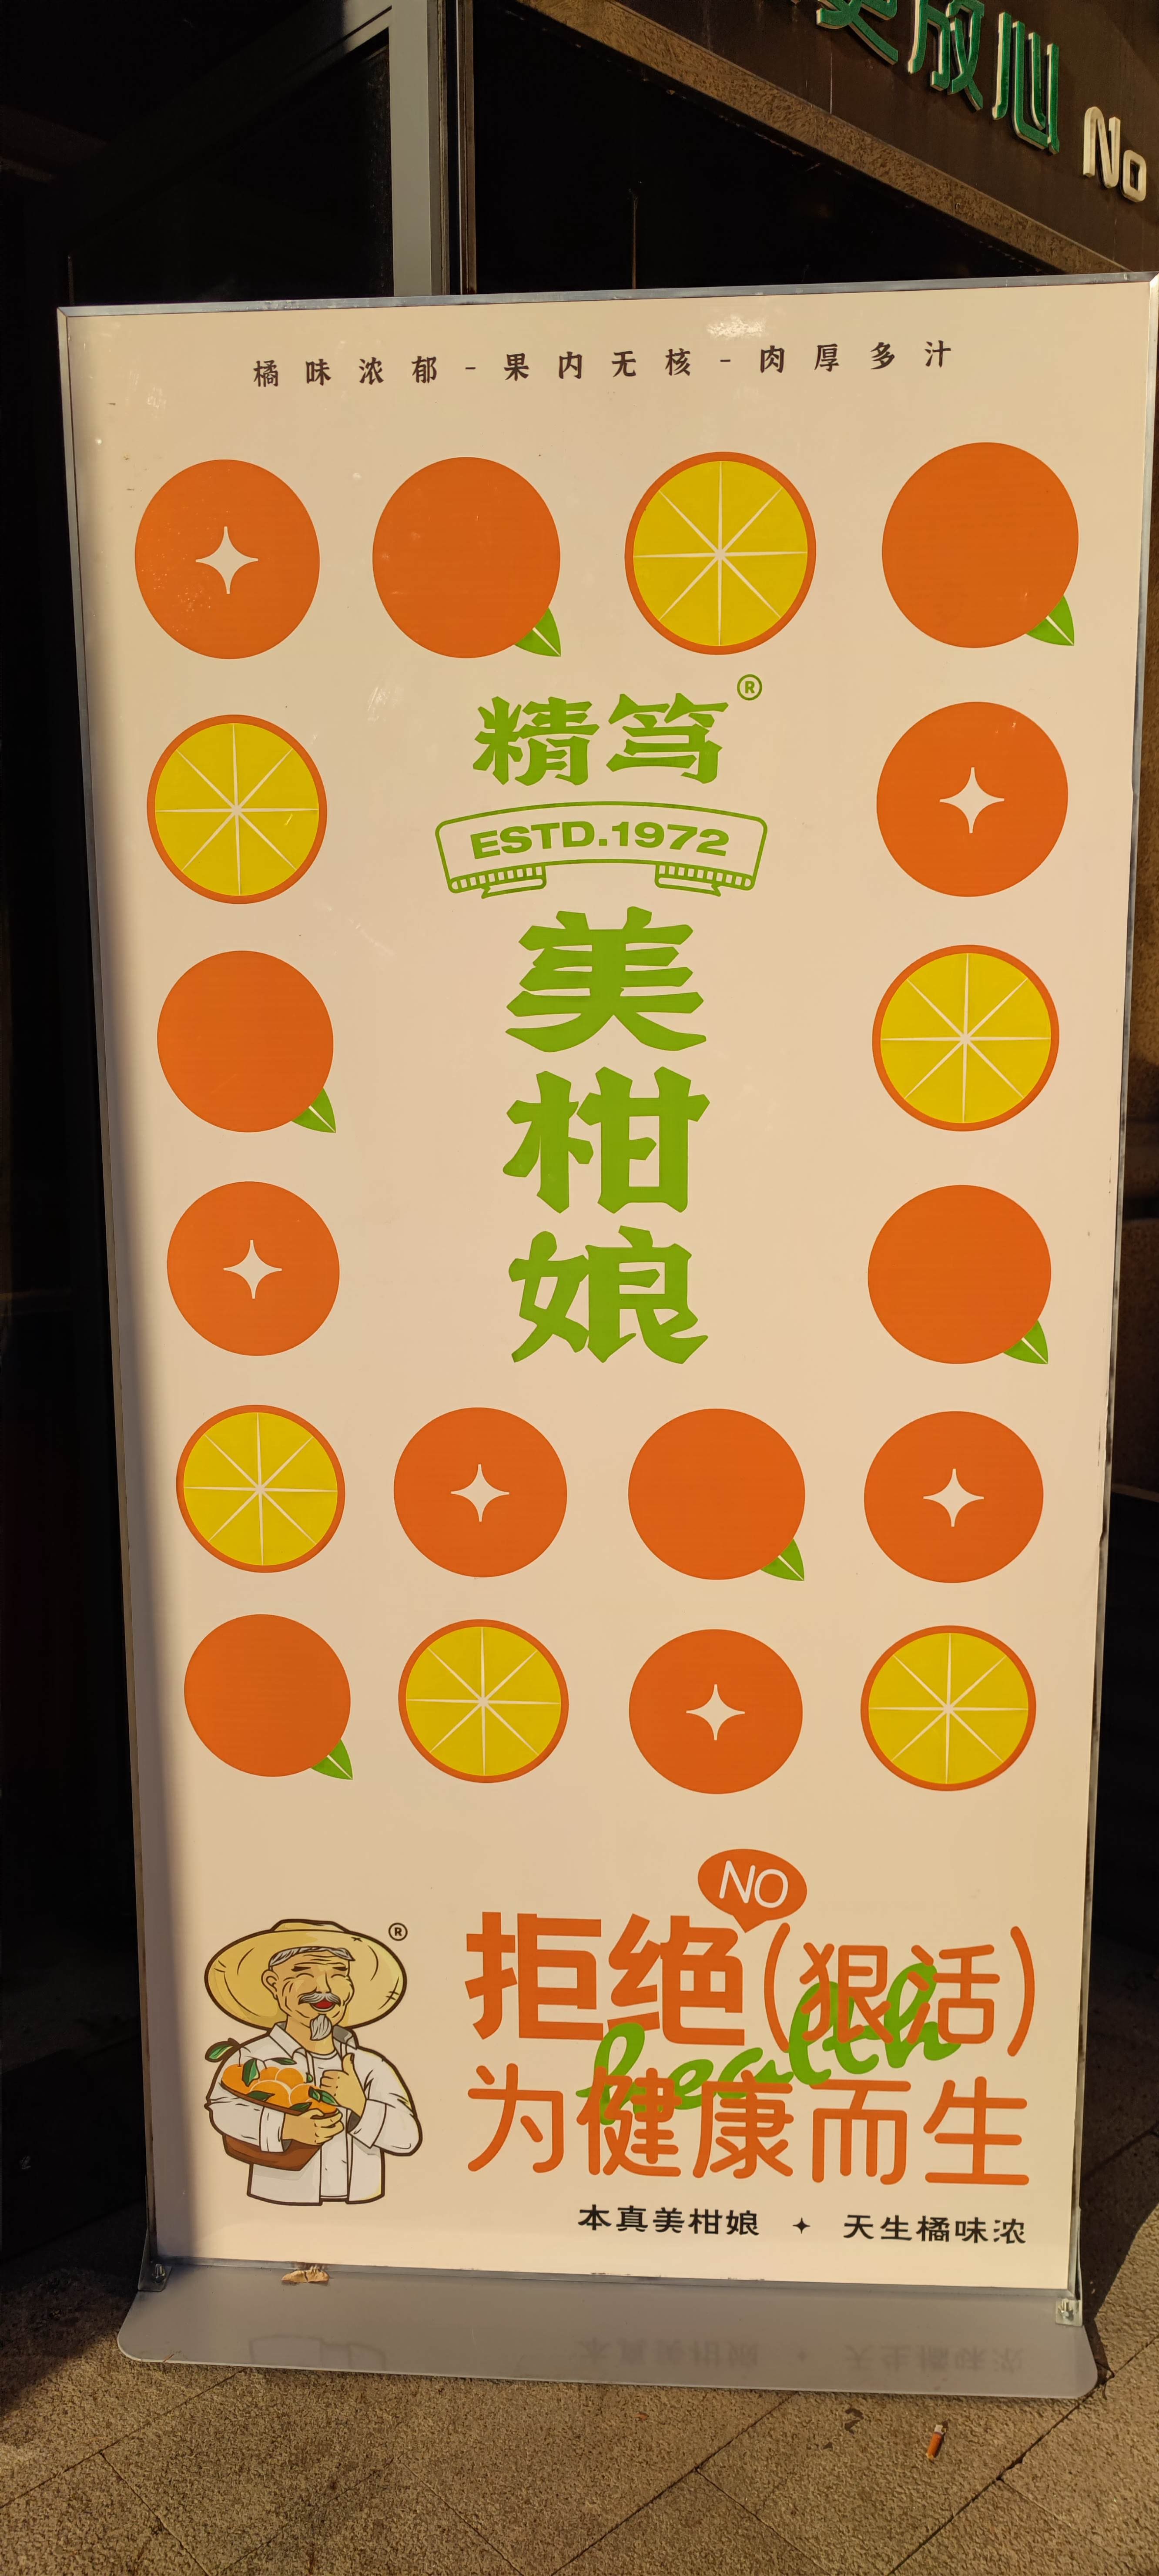 更放心
No
橘味浓郁-果内无核-肉厚多汁
精笃®
ESTD.1972
美
柑
娘
NO
®
拒绝(狠活)
health
为健康而生
本真美柑娘 ✦ 天生橘味浓